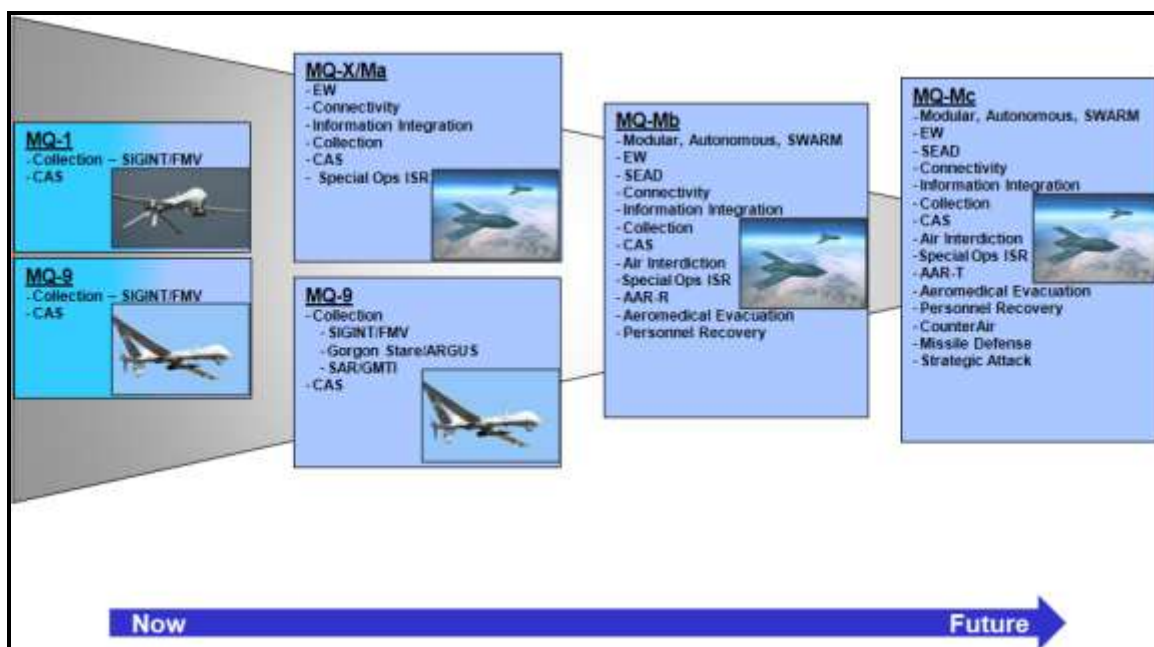 MQ-1
- Collection – SIGINT/FMV
- CAS
MQ-9
- Collection – SIGINT/FMV
- CAS
MQ-X/Ma
- EW
- Connectivity
- Information Integration
- Collection
- CAS
- Special Ops ISR
MQ-9
- Collection
- SIGINT/FMV
- Gorgon Stare/ARGUS
- SAR/GMTI
- CAS
MQ-Mb
- Modular, Autonomous, SWARM
- EW
- SEAD
- Connectivity
- Information Integration
- Collection
- CAS
- Air Interdiction
- Special Ops ISR
- AAR-R
- Aeromedical Evacuation
- Personnel Recovery
MQ-Mc
- Modular, Autonomous, SWARM
- EW
- SEAD
- Connectivity
- Information Integration
- Collection
- CAS
- Air Interdiction
- Special Ops ISR
- AAR-T
- Aeromedical Evacuation
- Personnel Recovery
- CounterAir
- Missile Defense
- Strategic Attack
Now
Future